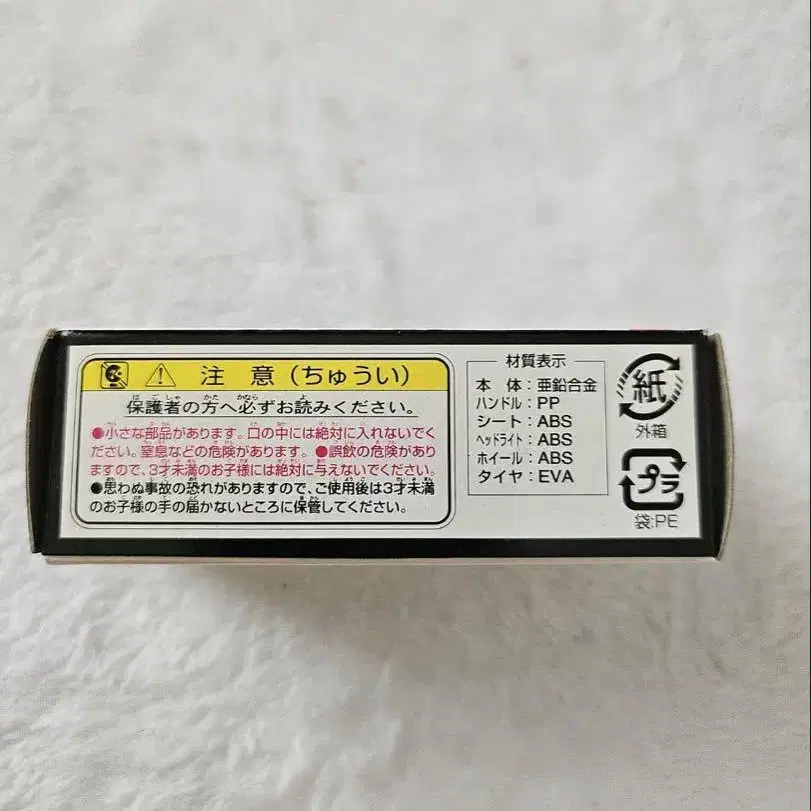 注 意（ちゅうい）
保護者の方へ必ずお読みください。
●小さな部品があります。口の中には絶対に入れないでく
ださい。窒息などの危険があります。●誤飲の危険があり
ますので、3才未満のお子様には絶対に与えないでください。
●思わぬ事故の恐れがありますので、ご使用後は3才未満
のお子様の手の届かないところに保管してください。
材質表示
本 体：亜鉛合金
ハンドル：PP
シート：ABS
ヘッドライト：ABS
ホイール：ABS
タイヤ：EVA
紙
外箱
プラ
袋:PE